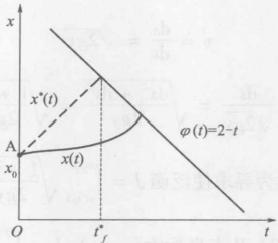 x
x*(t)
φ(t)=2-t
A
x₀
x(t)
O
t*f
t